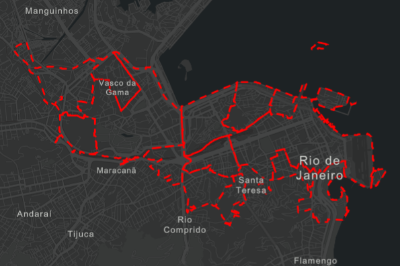 Manguinhos
Vasco da
Gama
Maracanã
Rio de
Janeiro
Santa
Teresa
Andaraí
Rio
Comprido
Tijuca
Flamengo